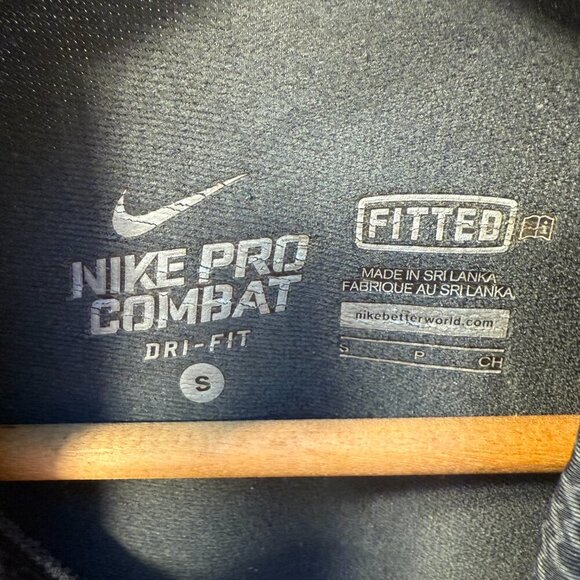 NIKE PRO
COMBAT
DRI-FIT
S
FITTED
MADE IN SRI LANKA
FABRIQUE AU SRI LANKA
nikebetterworld.com
S P CH